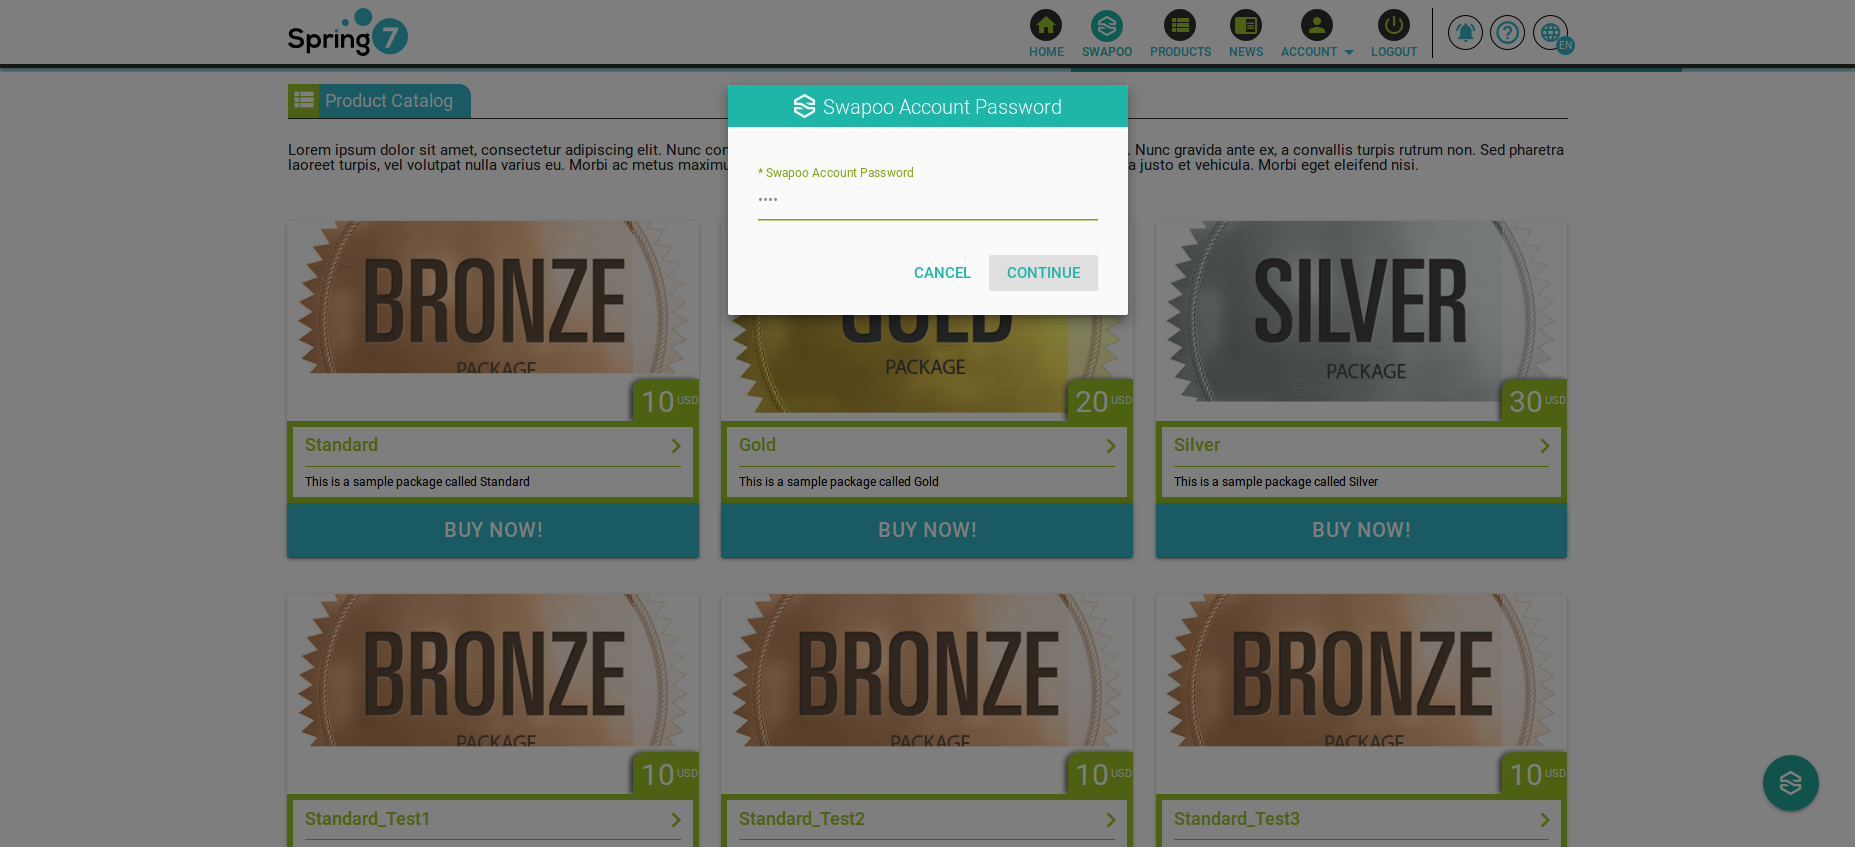 Spring 7
HOME
SWAPOO
PRODUCTS
NEWS
ACCOUNT
LOGOUT
EN
Product Catalog
Swapoo Account Password
Lorem ipsum dolor sit amet, consectetur adipiscing elit. Nunc
Nunc gravida ante ex, a convallis turpis rutrum non. Sed pharetra
laoreet turpis, vel volutpat nulla varius eu. Morbi ac metus
justo et vehicula. Morbi eget eleifend nisi.
* Swapoo Account Password
CANCEL
CONTINUE
BRONZE
PACKAGE
10 USD
GOLD
PACKAGE
20 USD
SILVER
PACKAGE
30 USD
Standard
Gold
Silver
This is a sample package called Standard
This is a sample package called Gold
This is a sample package called Silver
BUY NOW!
BUY NOW!
BUY NOW!
BRONZE
PACKAGE
10 USD
BRONZE
PACKAGE
10 USD
BRONZE
PACKAGE
10 USD
Standard_Test1
Standard_Test2
Standard_Test3